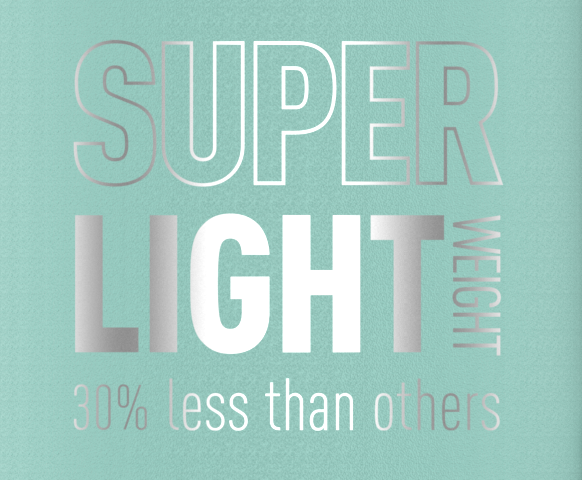 SUPER
LIGHT
WEIGHT
30% less than others